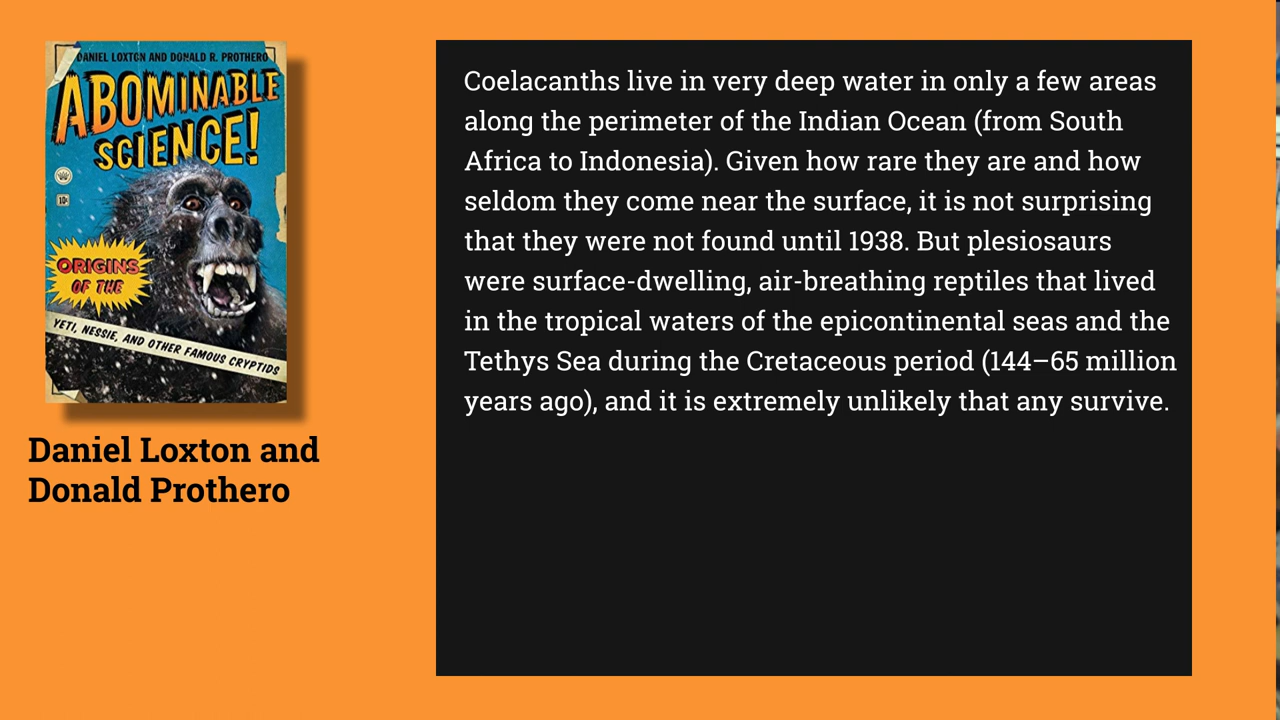 DANIEL LOXTON AND DONALD R. PROTHERO
ABOMINABLE
SCIENCE!
10¢
ORIGINS
OF THE
YETI, NESSIE, AND OTHER FAMOUS CRYPTIDS
Daniel Loxton and
Donald Prothero
Coelacanths live in very deep water in only a few areas
along the perimeter of the Indian Ocean (from South
Africa to Indonesia). Given how rare they are and how
seldom they come near the surface, it is not surprising
that they were not found until 1938. But plesiosaurs
were surface-dwelling, air-breathing reptiles that lived
in the tropical waters of the epicontinental seas and the
Tethys Sea during the Cretaceous period (144–65 million
years ago), and it is extremely unlikely that any survive.